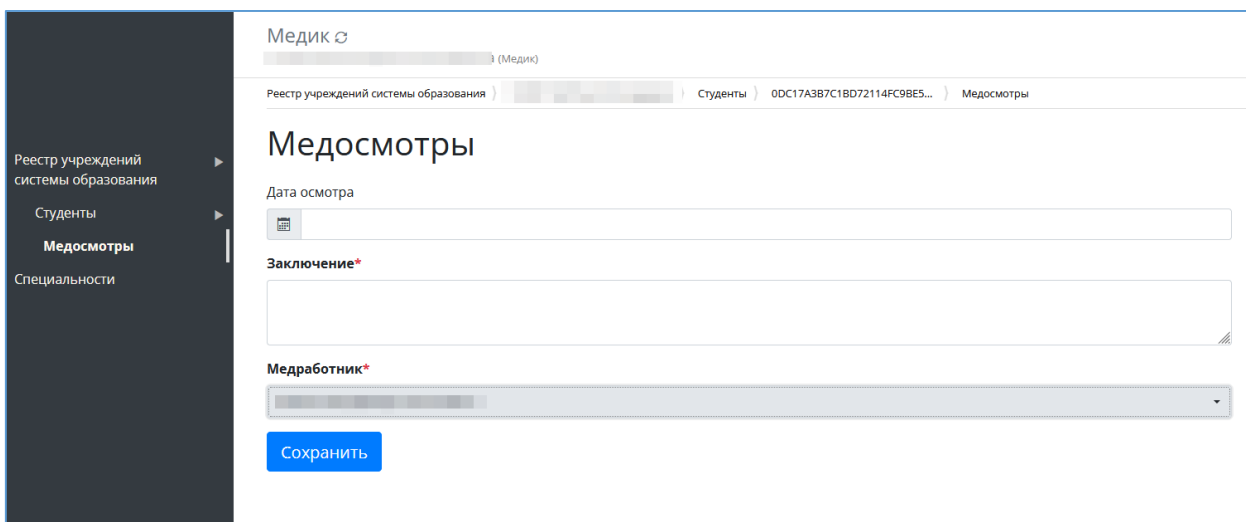 Медик
(Медик)
Реестр учреждений системы образования
Студенты
0DC17A3B7C1BD72114FC9BE5...
Медосмотры
Реестр учреждений
системы образования
Студенты
Медосмотры
Специальности
Медосмотры
Дата осмотра
Заключение*
Медработник*
Сохранить